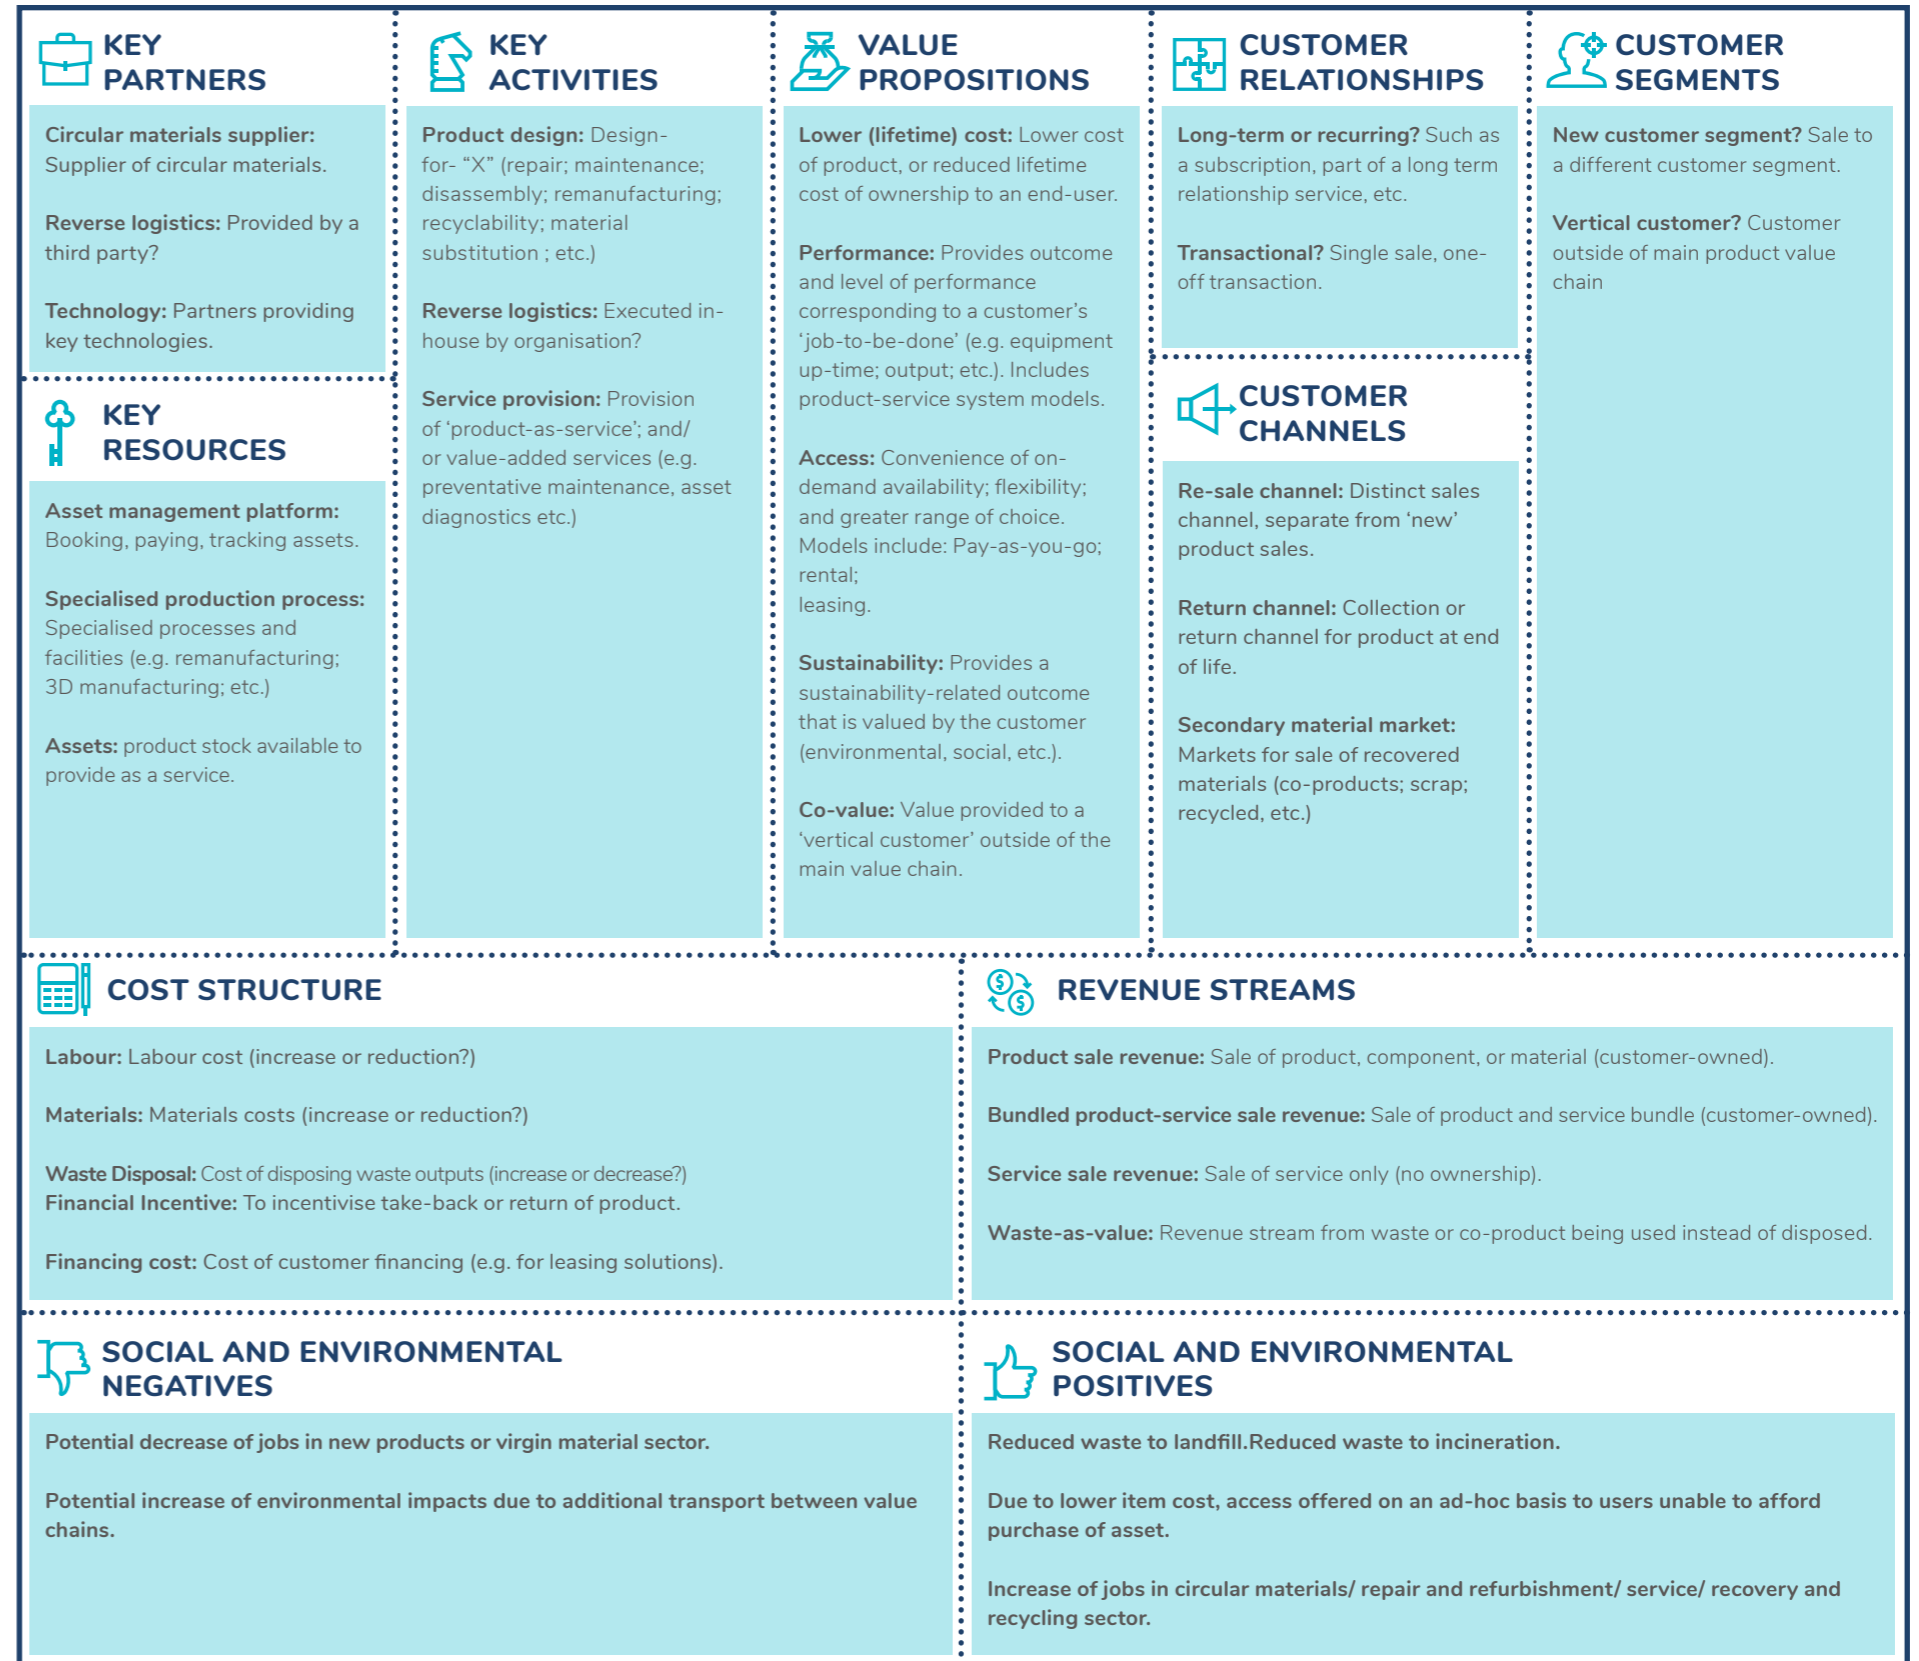 KEY
PARTNERS
Circular materials supplier:
Supplier of circular materials.
Reverse logistics: Provided by a
third party?
Technology: Partners providing
key technologies.
KEY
RESOURCES
Asset management platform:
Booking, paying, tracking assets.
Specialised production process:
Specialised processes and
facilities (e.g. remanufacturing;
3D manufacturing; etc.)
Assets: product stock available to
provide as a service.
KEY
ACTIVITIES
Product design: Design-
for- “X” (repair; maintenance;
disassembly; remanufacturing;
recyclability; material
substitution ; etc.)
Reverse logistics: Executed in-
house by organisation?
Service provision: Provision
of ‘product-as-service’; and/
or value-added services (e.g.
preventative maintenance, asset
diagnostics etc.)
VALUE
PROPOSITIONS
Lower (lifetime) cost: Lower cost
of product, or reduced lifetime
cost of ownership to an end-user.
Performance: Provides outcome
and level of performance
corresponding to a customer’s
‘job-to-be-done’ (e.g. equipment
up-time; output; etc.). Includes
product-service system models.
Access: Convenience of on-
demand availability; flexibility;
and greater range of choice.
Models include: Pay-as-you-go;
rental;
leasing.
Sustainability: Provides a
sustainability-related outcome
that is valued by the customer
(environmental, social, etc.).
Co-value: Value provided to a
‘vertical customer’ outside of the
main value chain.
CUSTOMER
RELATIONSHIPS
Long-term or recurring? Such as
a subscription, part of a long term
relationship service, etc.
Transactional? Single sale, one-
off transaction.
CUSTOMER
CHANNELS
Re-sale channel: Distinct sales
channel, separate from ‘new’
product sales.
Return channel: Collection or
return channel for product at end
of life.
Secondary material market:
Markets for sale of recovered
materials (co-products; scrap;
recycled, etc.)
CUSTOMER
SEGMENTS
New customer segment? Sale to
a different customer segment.
Vertical customer? Customer
outside of main product value
chain
COST STRUCTURE
Labour: Labour cost (increase or reduction?)
Materials: Materials costs (increase or reduction?)
Waste Disposal: Cost of disposing waste outputs (increase or decrease?)
Financial Incentive: To incentivise take-back or return of product.
Financing cost: Cost of customer financing (e.g. for leasing solutions).
REVENUE STREAMS
Product sale revenue: Sale of product, component, or material (customer-owned).
Bundled product-service sale revenue: Sale of product and service bundle (customer-owned).
Service sale revenue: Sale of service only (no ownership).
Waste-as-value: Revenue stream from waste or co-product being used instead of disposed.
SOCIAL AND ENVIRONMENTAL
NEGATIVES
Potential decrease of jobs in new products or virgin material sector.
Potential increase of environmental impacts due to additional transport between value
chains.
SOCIAL AND ENVIRONMENTAL
POSITIVES
Reduced waste to landfill.Reduced waste to incineration.
Due to lower item cost, access offered on an ad-hoc basis to users unable to afford
purchase of asset.
Increase of jobs in circular materials/ repair and refurbishment/ service/ recovery and
recycling sector.